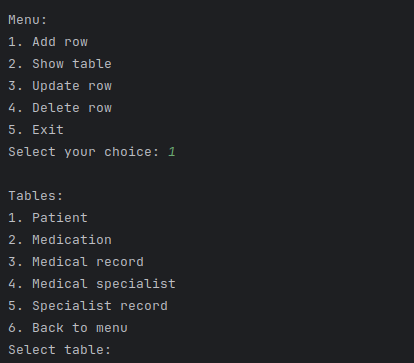 Menu:
1. Add row
2. Show table
3. Update row
4. Delete row
5. Exit
Select your choice: 1
Tables:
1. Patient
2. Medication
3. Medical record
4. Medical specialist
5. Specialist record
6. Back to menu
Select table: